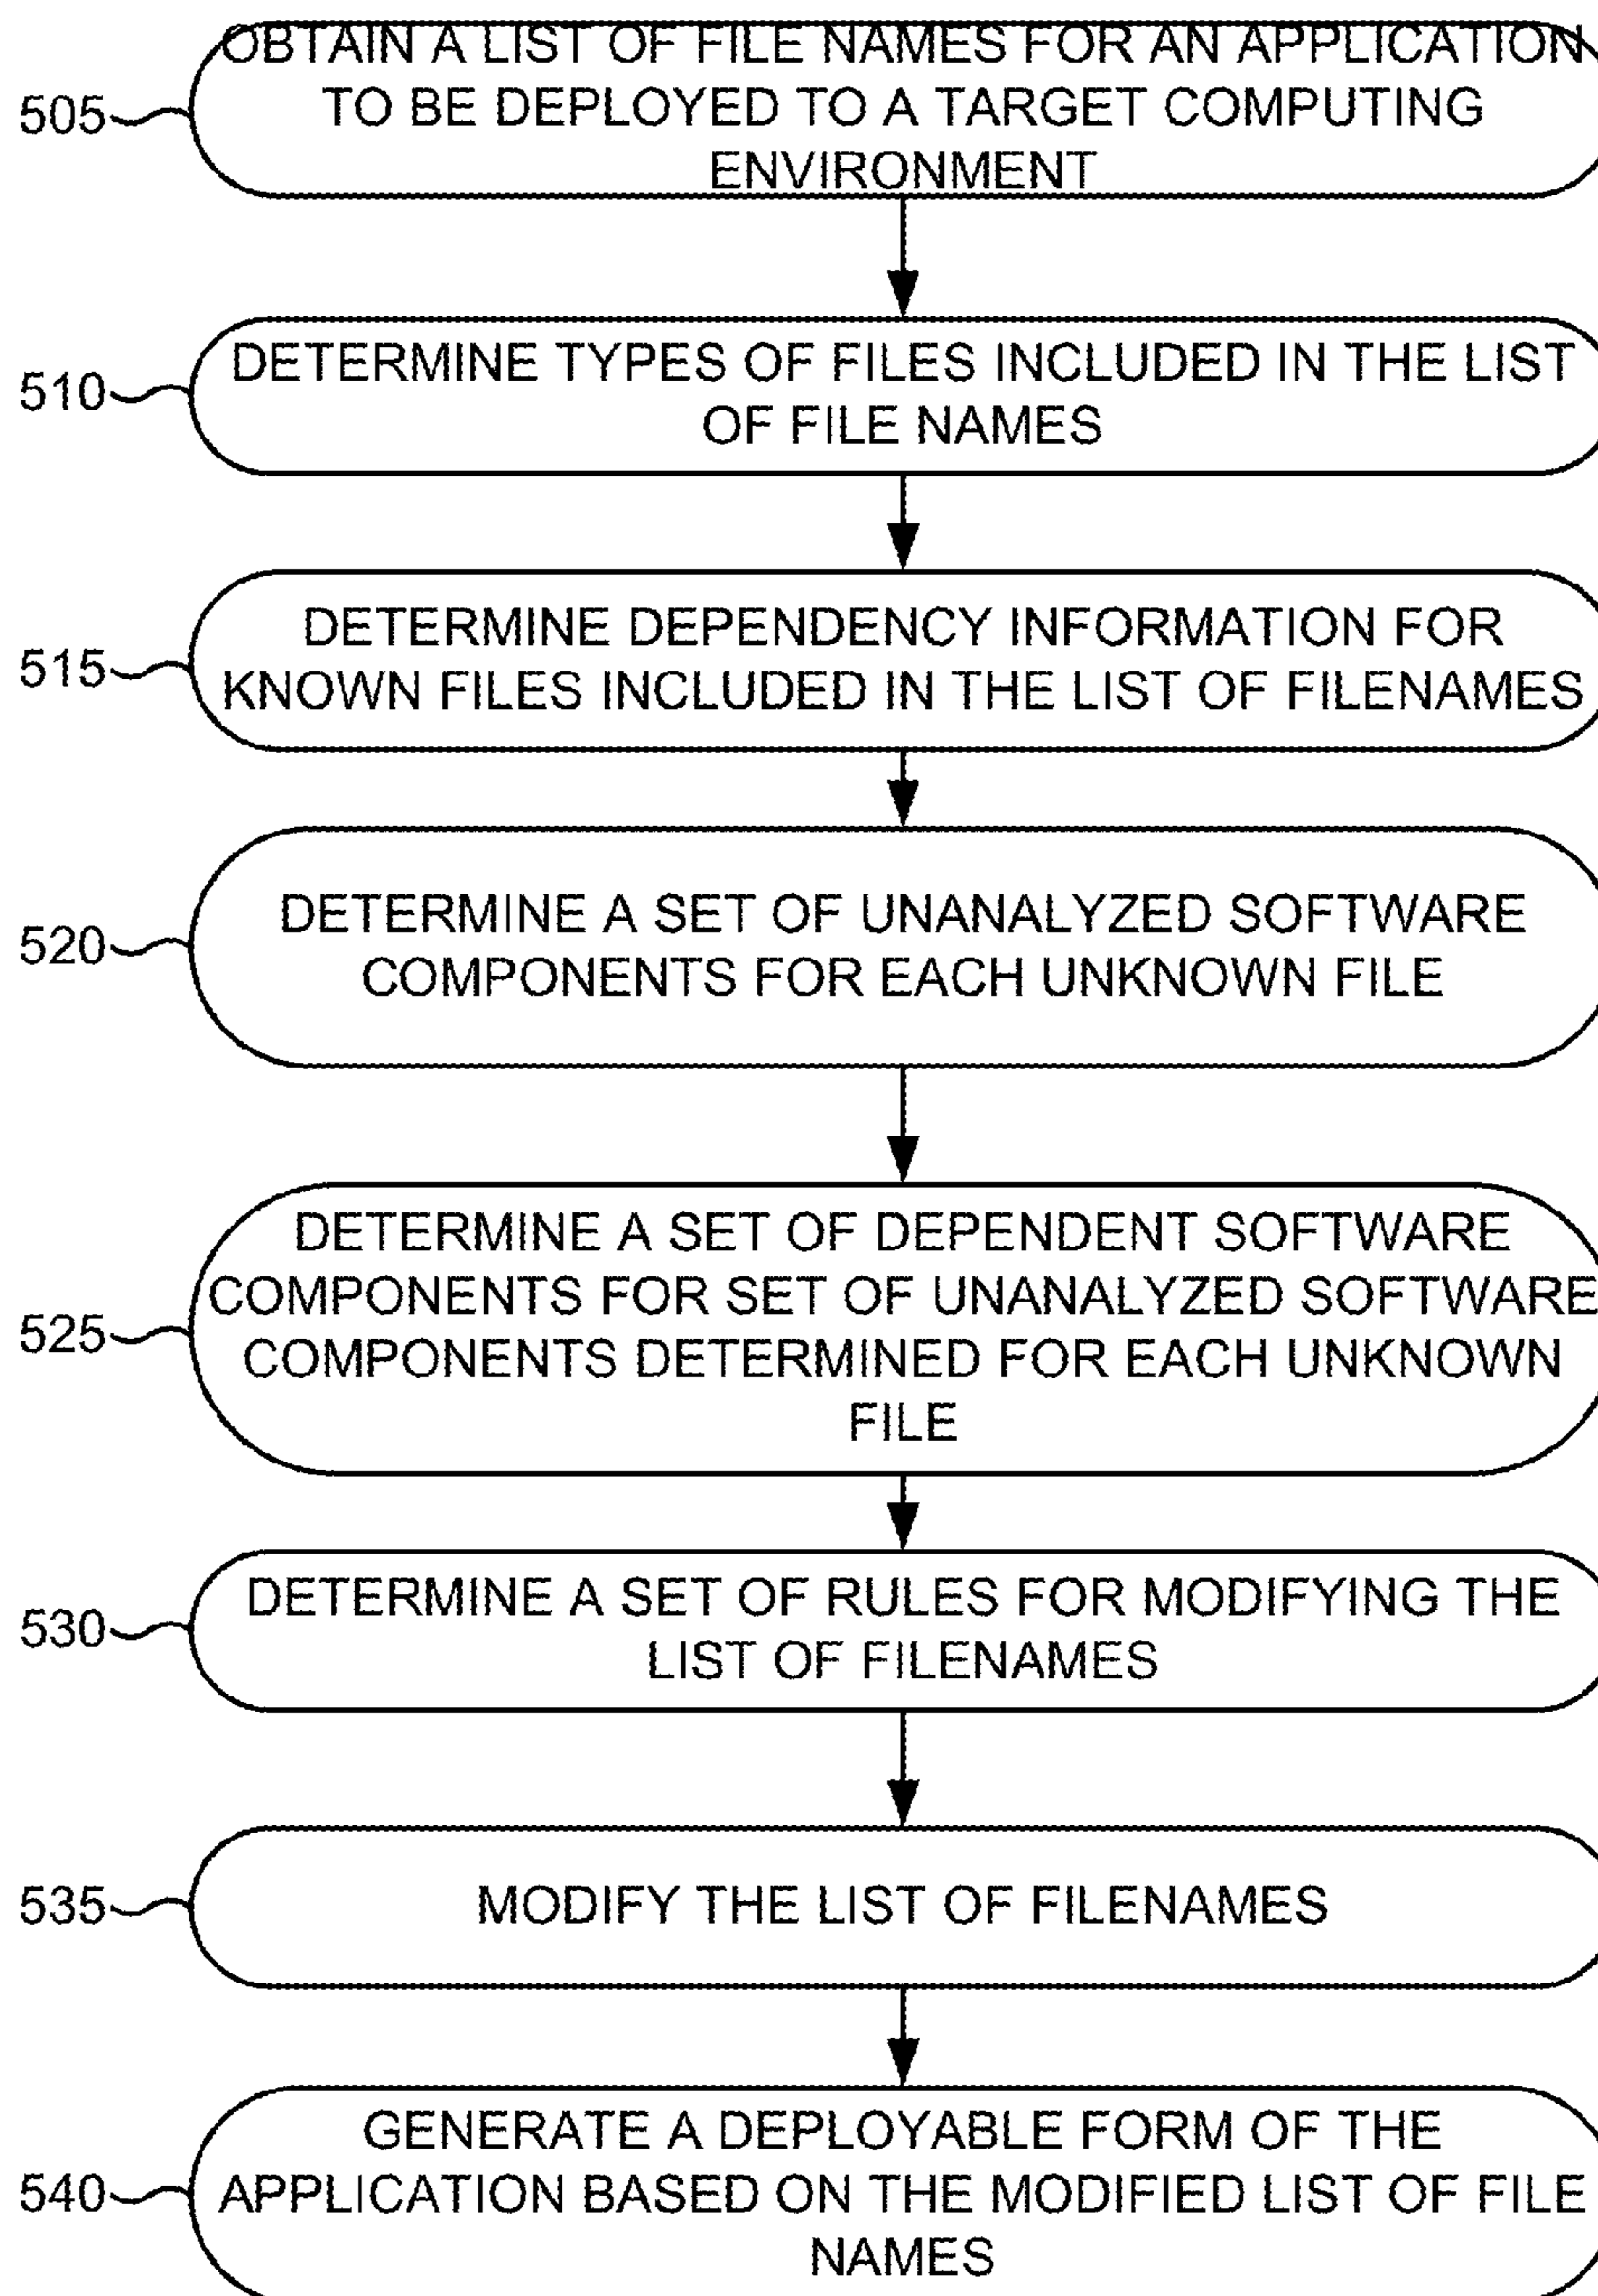 OBTAIN A LIST OF FILE NAMES FOR AN APPLICATION
505 TO BE DEPLOYED TO A TARGET COMPUTING
ENVIRONMENT
DETERMINE TYPES OF FILES INCLUDED IN THE LIST
510
OF FILE NAMES
DETERMINE DEPENDENCY INFORMATION FOR
515
KNOWN FILES INCLUDED IN THE LIST OF FILENAMES
DETERMINE A SET OF UNANALYZED SOFTWARE
520
COMPONENTS FOR EACH UNKNOWN FILE
DETERMINE A SET OF DEPENDENT SOFTWARE
COMPONENTS FOR SET OF UNANALYZED SOFTWARE
525
COMPONENTS DETERMINED FOR EACH UNKNOWN
FILE
DETERMINE A SET OF RULES FOR MODIFYING THE
530
LIST OF FILENAMES
535 MODIFY THE LIST OF FILENAMES
GENERATE A DEPLOYABLE FORM OF THE
540 APPLICATION BASED ON THE MODIFIED LIST OF FILE
NAMES